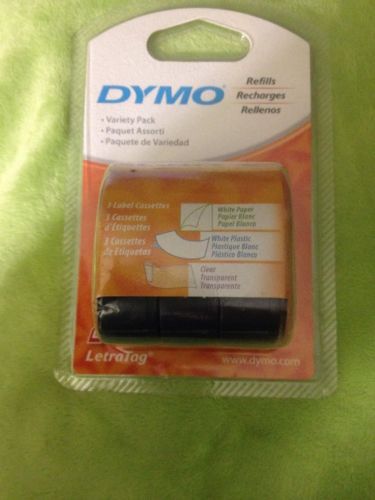 DYMO
Refills
Recharges
Rellenos
• Variety Pack
• Paquet Assorti
• Paquete de Variedad
3 Label Cassettes
3 Cassettes
d'Etiquettes
3 Cassettes
de Etiquetas
White Paper
Papier Blanc
Papel Blanco
White Plastic
Plastique Blanc
Plástico Blanco
Clear
Transparent
Transparente
LetraTag
www.dymo.com